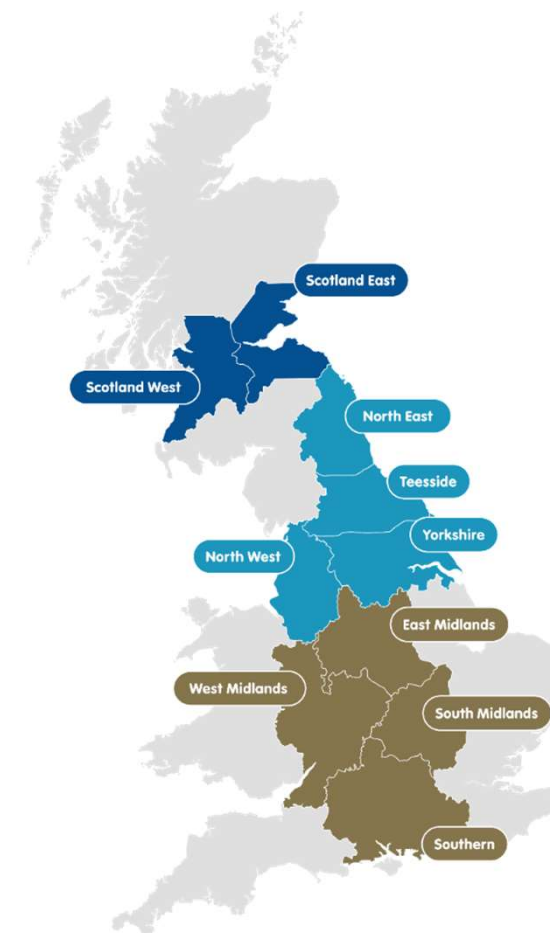 Scotland East
Scotland West
North East
Teesside
Yorkshire
North West
East Midlands
West Midlands
South Midlands
Southern